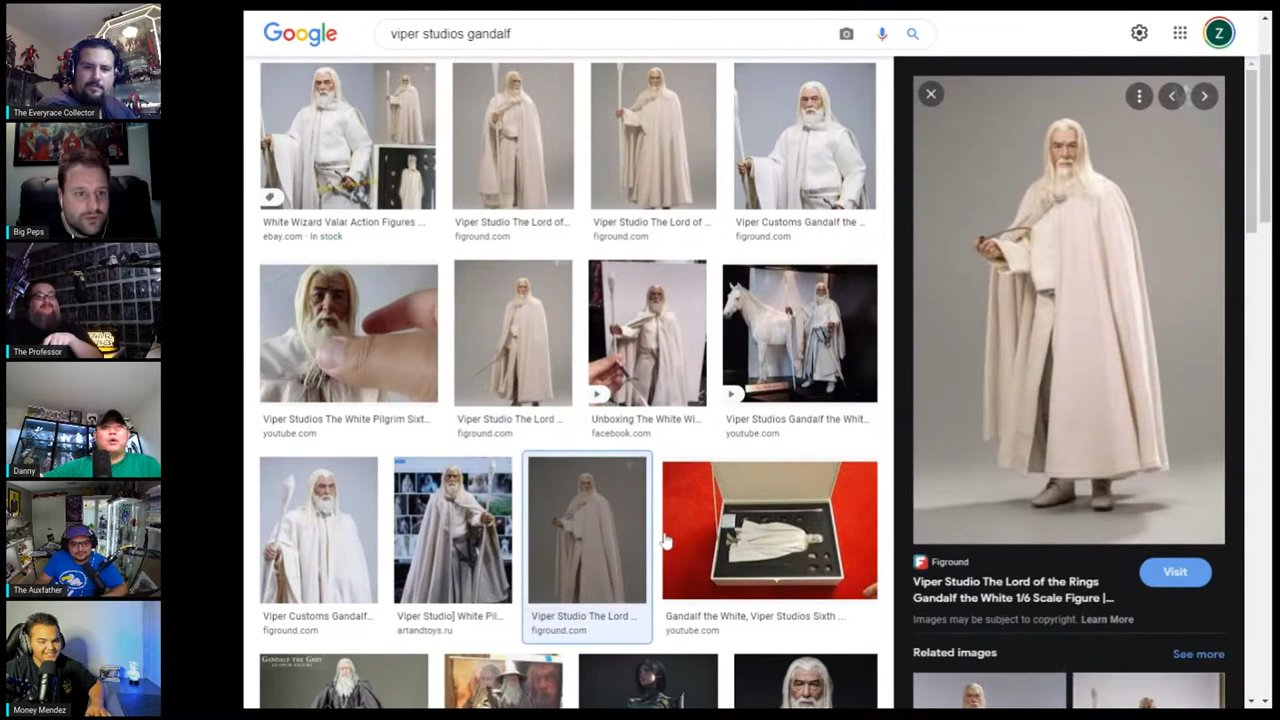 The Everyrace Collector
Big Peps
The Professor
Danny
The Auxfather
Money Mendez
Google
viper studios gandalf
Z
White Wizard Valar Action Figures ...
ebay.com · In stock
Viper Studio The Lord of...
figround.com
Viper Studio The Lord of ...
figround.com
Viper Customs Gandalf the ...
figround.com
Viper Studios The White Pilgrim Sixt...
youtube.com
Viper Studio The Lord ...
figround.com
Unboxing The White Wi...
facebook.com
Viper Studios Gandalf the Whit...
youtube.com
Viper Customs Gandalf...
figround.com
Viper Studio] White Pil...
artandtoys.ru
Viper Studio The Lord ...
figround.com
Gandalf the White, Viper Studios Sixth ...
youtube.com
GANDALF THE GREY
Figround
Viper Studio The Lord of the Rings
Gandalf the White 1/6 Scale Figure |...
Visit
Images may be subject to copyright. Learn More
Related images
See more